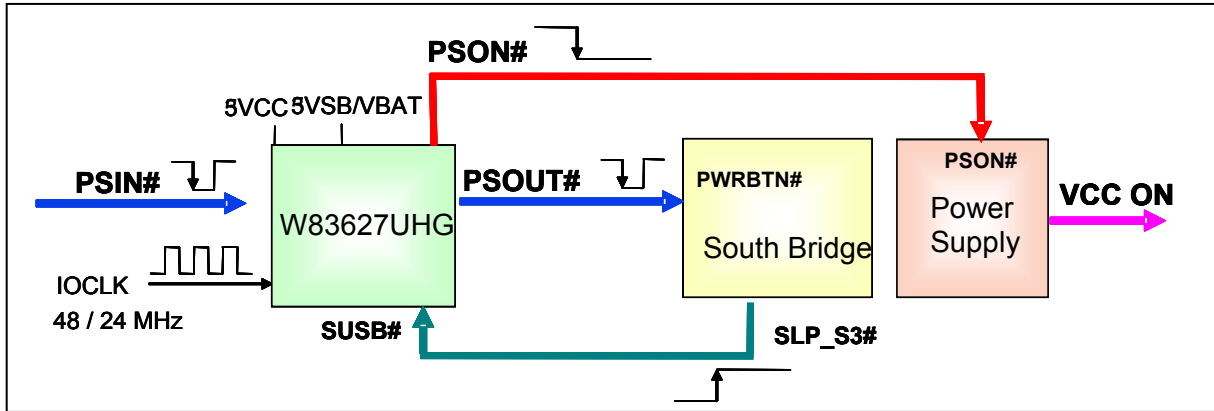 PSON#
5VCC 5VSB/VBAT
PSIN#
W83627UHG
PSOUT#
PWRBTN#
South Bridge
PSON#
Power
Supply
VCC ON
IOCLK
48 / 24 MHz
SUSB#
SLP_S3#